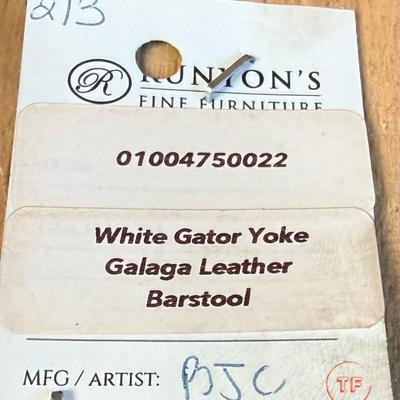 213
R RUNYON'S
FINE FURNITURE
01004750022
White Gator Yoke
Galaga Leather
Barstool
MFG / ARTIST: BJC
TF